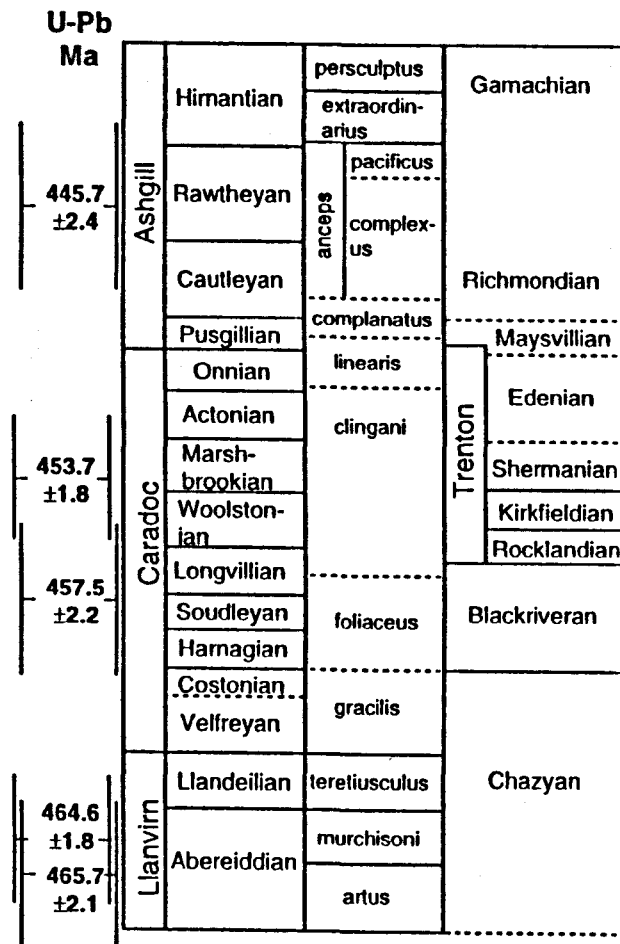 U-Pb
Ma
445.7
±2.4
453.7
±1.8
457.5
±2.2
464.6
±1.8
465.7
±2.1
Ashgill
Caradoc
Llanvirn
Hirnantian
Rawtheyan
Cautleyan
Pusgillian
Onnian
Actonian
Marsh-
brookian
Woolston-
ian
Longvillian
Soudleyan
Harnagian
Costonian
Velfreyan
Llandeilian
Abereiddian
persculptus
extraordin-
arius
anceps
pacificus
complex-
us
complanatus
linearis
clingani
foliaceus
gracilis
teretiusculus
murchisoni
artus
Gamachian
Richmondian
Maysvillian
Trenton
Edenian
Shermanian
Kirkfieldian
Rocklandian
Blackriveran
Chazyan